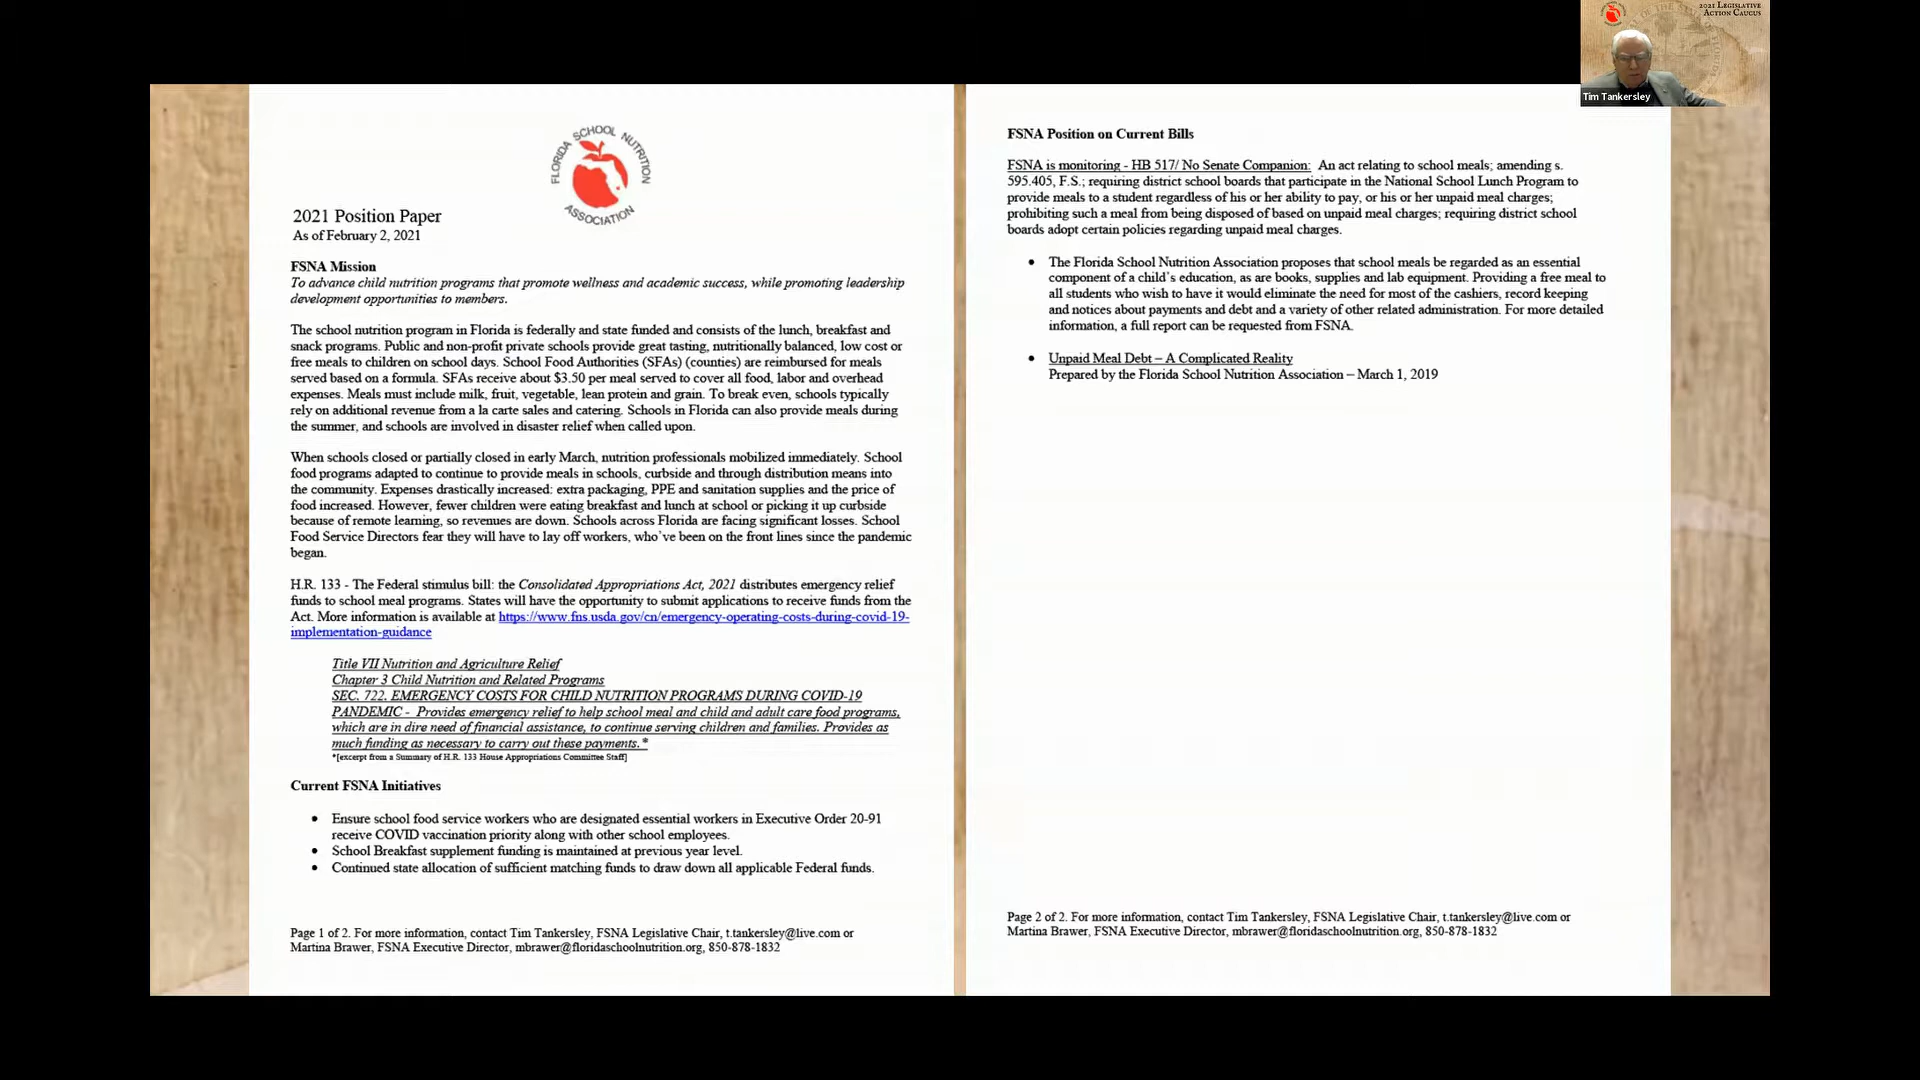 2021 LEGISLATIVE
ACTION CAUCUS
Tim Tankersley
FLORIDA SCHOOL NUTRITION
ASSOCIATION
2021 Position Paper
As of February 2, 2021
FSNA Mission
To advance child nutrition programs that promote wellness and academic success, while promoting leadership
development opportunities to members.
The school nutrition program in Florida is federally and state funded and consists of the lunch, breakfast and
snack programs. Public and non-profit private schools provide great tasting, nutritionally balanced, low cost or
free meals to children on school days. School Food Authorities (SFAs) (counties) are reimbursed for meals
served based on a formula. SFAs receive about $3.50 per meal served to cover all food, labor and overhead
expenses. Meals must include milk, fruit, vegetable, lean protein and grain. To break even, schools typically
rely on additional revenue from a la carte sales and catering. Schools in Florida can also provide meals during
the summer, and schools are involved in disaster relief when called upon.
When schools closed or partially closed in early March, nutrition professionals mobilized immediately. School
food programs adapted to continue to provide meals in schools, curbside and through distribution means into
the community. Expenses drastically increased: extra packaging, PPE and sanitation supplies and the price of
food increased. However, fewer children were eating breakfast and lunch at school or picking it up curbside
because of remote learning, so revenues are down. Schools across Florida are facing significant losses. School
Food Service Directors fear they will have to lay off workers, who've been on the front lines since the pandemic
began.
H.R. 133 - The Federal stimulus bill: the Consolidated Appropriations Act, 2021 distributes emergency relief
funds to school meal programs. States will have the opportunity to submit applications to receive funds from the
Act. More information is available at https://www.fns.usda.gov/cn/emergency-operating-costs-during-covid-19-
implementation-guidance
Title VII Nutrition and Agriculture Relief
Chapter 3 Child Nutrition and Related Programs
SEC. 722. EMERGENCY COSTS FOR CHILD NUTRITION PROGRAMS DURING COVID-19
PANDEMIC - Provides emergency relief to help school meal and child and adult care food programs,
which are in dire need of financial assistance, to continue serving children and families. Provides as
much funding as necessary to carry out these payments.*
*[excerpt from a Summary of H.R. 133 House Appropriations Committee Staff]
Current FSNA Initiatives
• Ensure school food service workers who are designated essential workers in Executive Order 20-91
receive COVID vaccination priority along with other school employees.
• School Breakfast supplement funding is maintained at previous year level.
• Continued state allocation of sufficient matching funds to draw down all applicable Federal funds.
Page 1 of 2. For more information, contact Tim Tankersley, FSNA Legislative Chair, t.tankersley@live.com or
Martina Brawer, FSNA Executive Director, mbrawer@floridaschoolnutrition.org, 850-878-1832
FSNA Position on Current Bills
FSNA is monitoring - HB 517/ No Senate Companion: An act relating to school meals; amending s.
595.405, F.S.; requiring district school boards that participate in the National School Lunch Program to
provide meals to a student regardless of his or her ability to pay, or his or her unpaid meal charges;
prohibiting such a meal from being disposed of based on unpaid meal charges; requiring district school
boards adopt certain policies regarding unpaid meal charges.
• The Florida School Nutrition Association proposes that school meals be regarded as an essential
component of a child's education, as are books, supplies and lab equipment. Providing a free meal to
all students who wish to have it would eliminate the need for most of the cashiers, record keeping
and notices about payments and debt and a variety of other related administration. For more detailed
information, a full report can be requested from FSNA.
• Unpaid Meal Debt – A Complicated Reality
Prepared by the Florida School Nutrition Association – March 1, 2019
Page 2 of 2. For more information, contact Tim Tankersley, FSNA Legislative Chair, t.tankersley@live.com or
Martina Brawer, FSNA Executive Director, mbrawer@floridaschoolnutrition.org, 850-878-1832